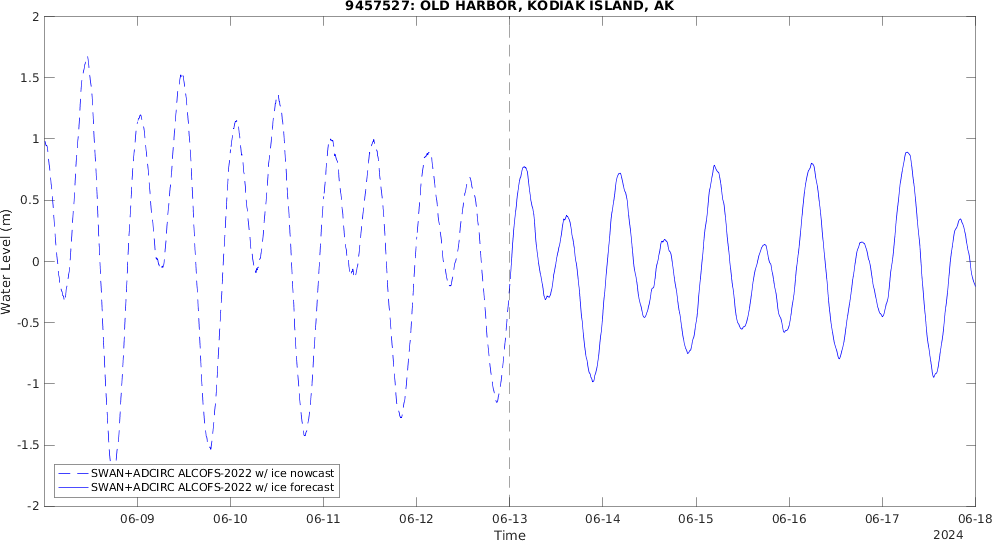 9457527: OLD HARBOR, KODIAK ISLAND, AK
2
1.5
1
0.5
0
-0.5
-1
-1.5
-2
Water Level (m)
SWAN+ADCIRC ALCOFS-2022 w/ ice nowcast
SWAN+ADCIRC ALCOFS-2022 w/ ice forecast
06-09 06-10 06-11 06-12 06-13 06-14 06-15 06-16 06-17 06-18
Time
2024